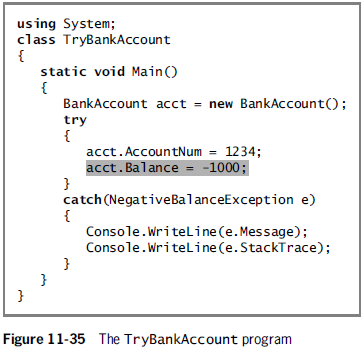 using System;
class TryBankAccount
{
   static void Main()
   {
      BankAccount acct = new BankAccount();
      try
      {
         acct.AccountNum = 1234;
         acct.Balance = -1000;
      }
      catch(NegativeBalanceException e)
      {
         Console.WriteLine(e.Message);
         Console.WriteLine(e.StackTrace);
      }
   }
}
Figure 11-35 The TryBankAccount program